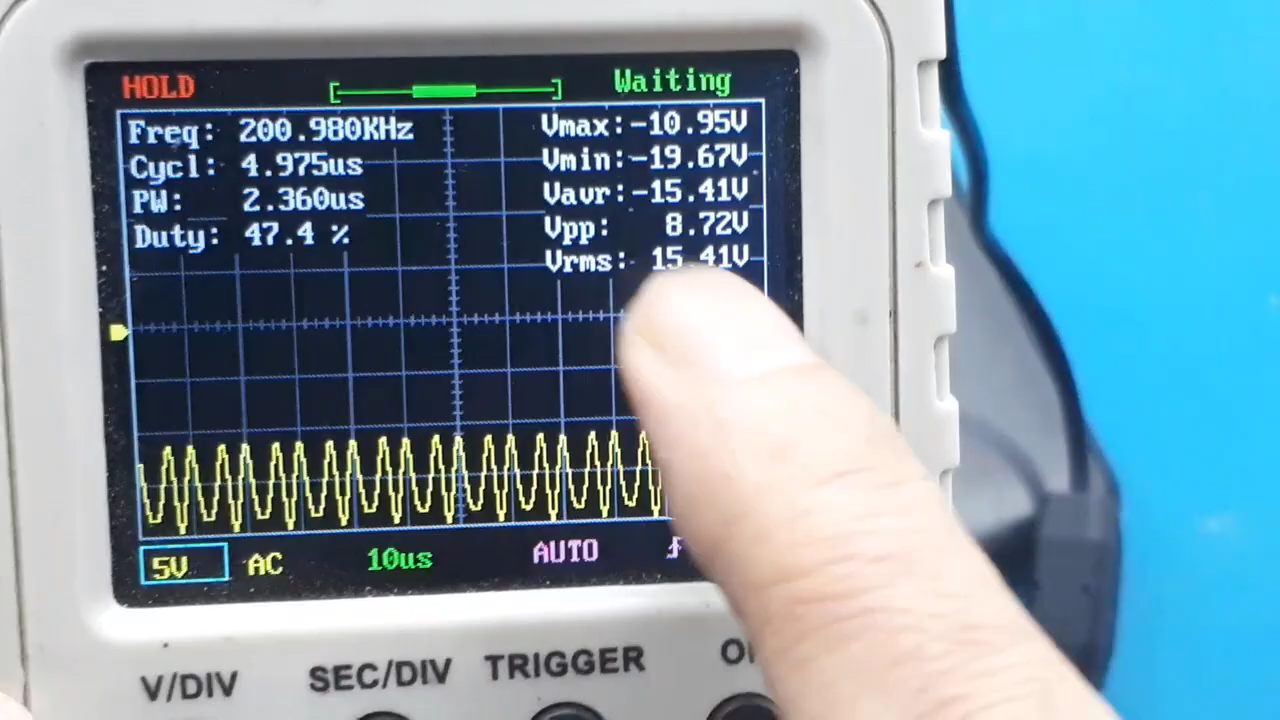 HOLD
Waiting
Freq: 200.980KHz
Cycl: 4.975us
PW: 2.360us
Duty: 47.4 %
Vmax:-10.95V
Vmin:-19.67V
Vavr:-15.41V
Vpp: 8.72V
Vrms: 15.41V
5V AC 10us AUTO
V/DIV SEC/DIV TRIGGER